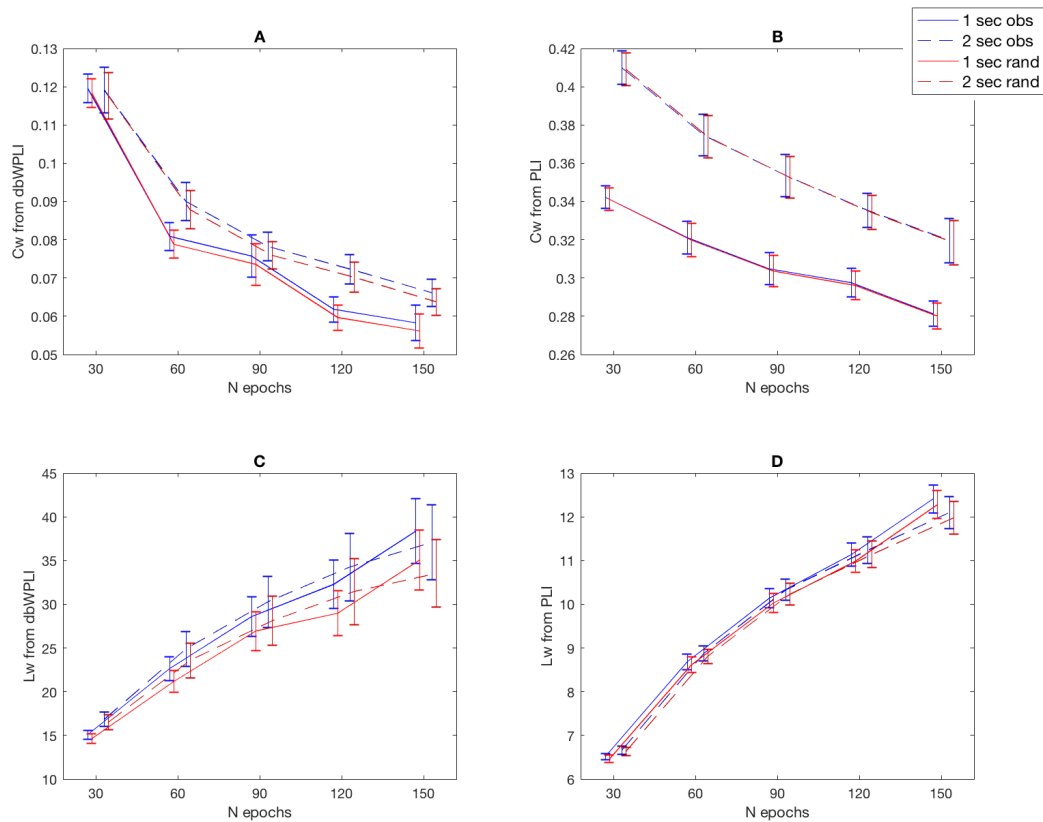 1 sec obs
2 sec obs
1 sec rand
2 sec rand
A
0.13
0.12
0.11
0.1
0.09
0.08
0.07
0.06
0.05
Cw from dbWPLI
30 60 90 120 150
N epochs
B
0.42
0.4
0.38
0.36
0.34
0.32
0.3
0.28
0.26
Cw from PLI
30 60 90 120 150
N epochs
C
45
40
35
30
25
20
15
10
Lw from dbWPLI
30 60 90 120 150
N epochs
D
13
12
11
10
9
8
7
6
Lw from PLI
30 60 90 120 150
N epochs